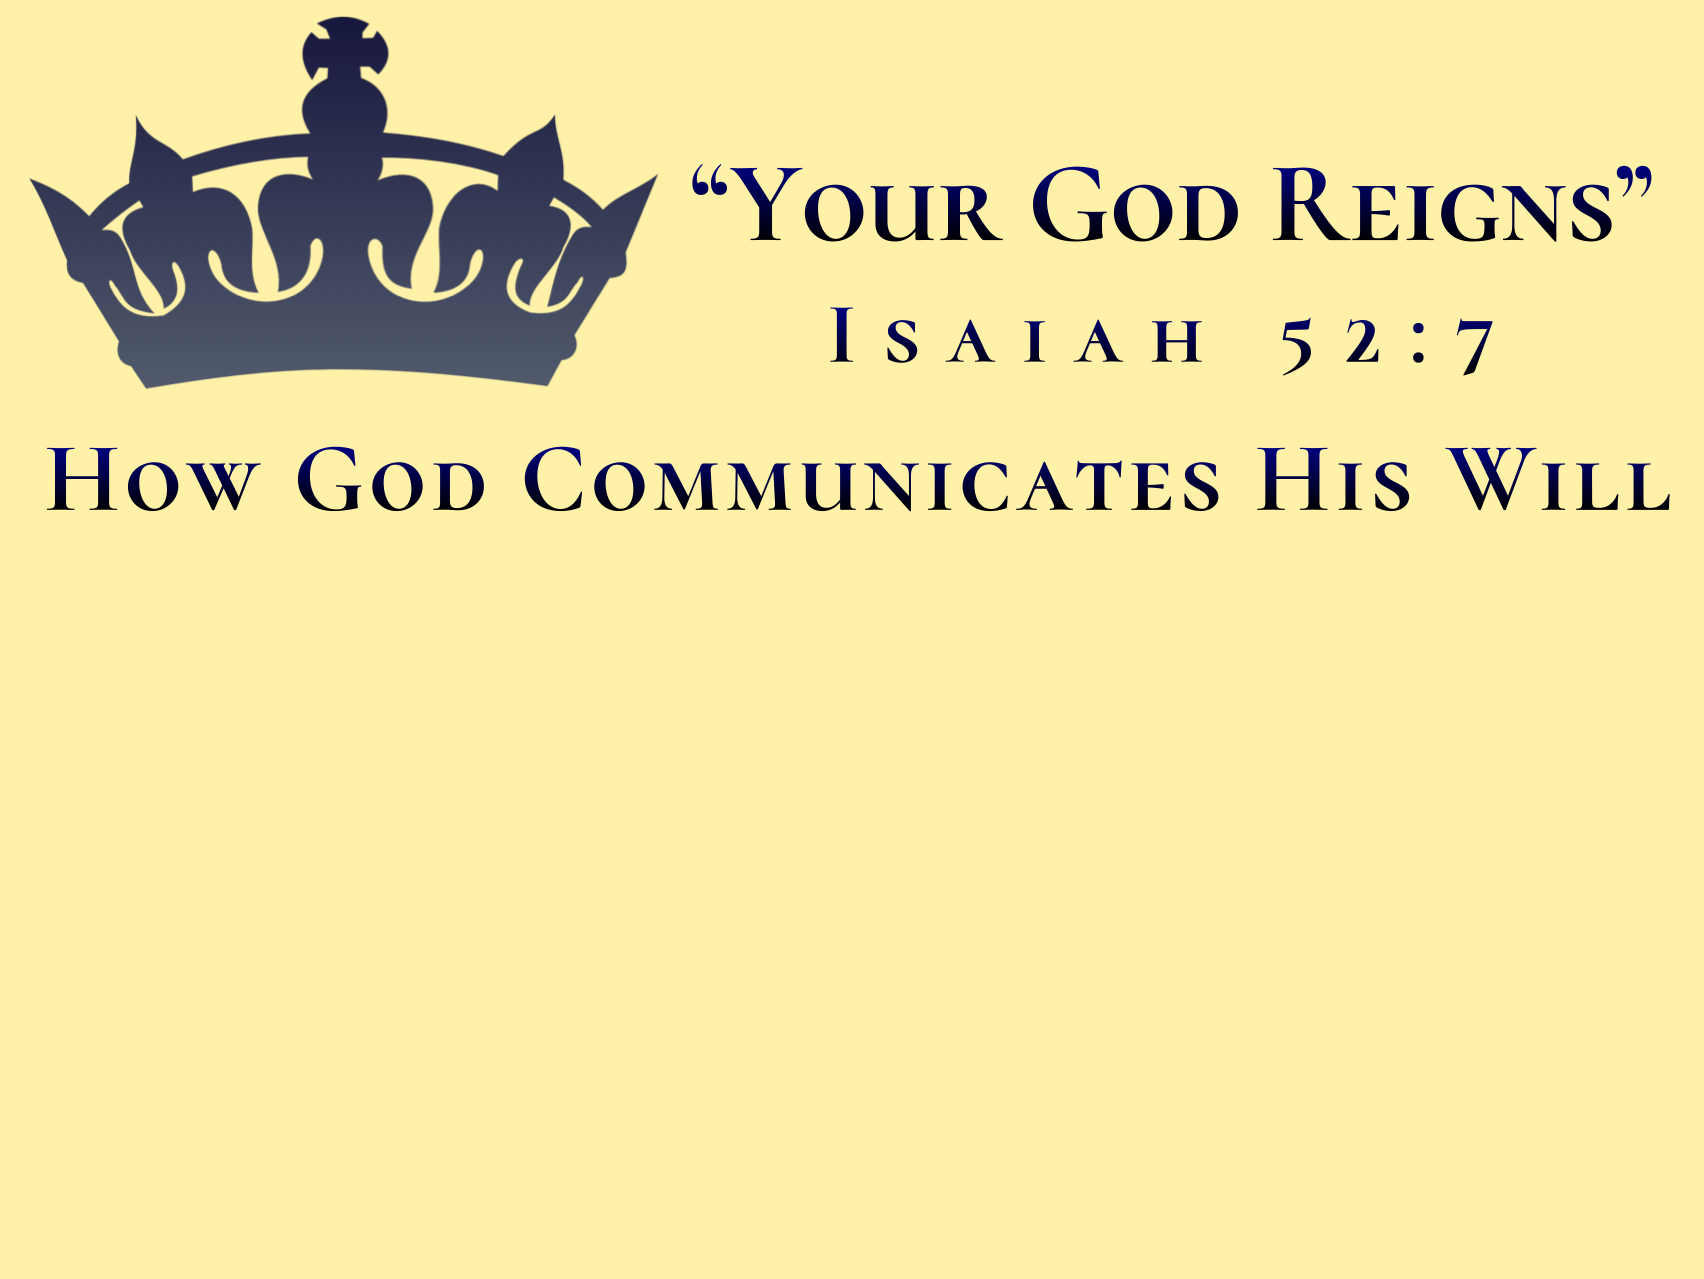 “Your God Reigns”
Isaiah 52:7
How God Communicates His Will